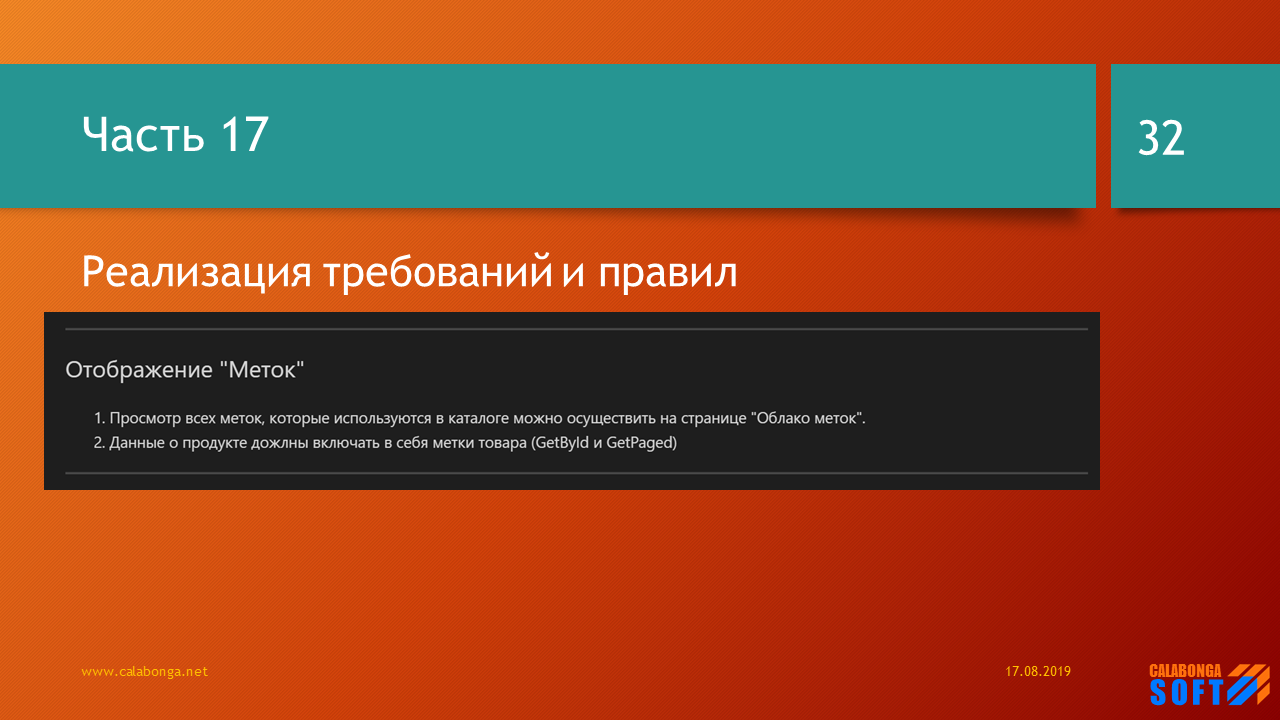 Часть 17
32
Реализация требований и правил
Отображение "Меток"
1. Просмотр всех меток, которые используются в каталоге можно осуществить на странице "Облако меток".
2. Данные о продукте дожлны включать в себя метки товара (GetById и GetPaged)
www.calabonga.net
17.08.2019
CALABONGA
SOFT